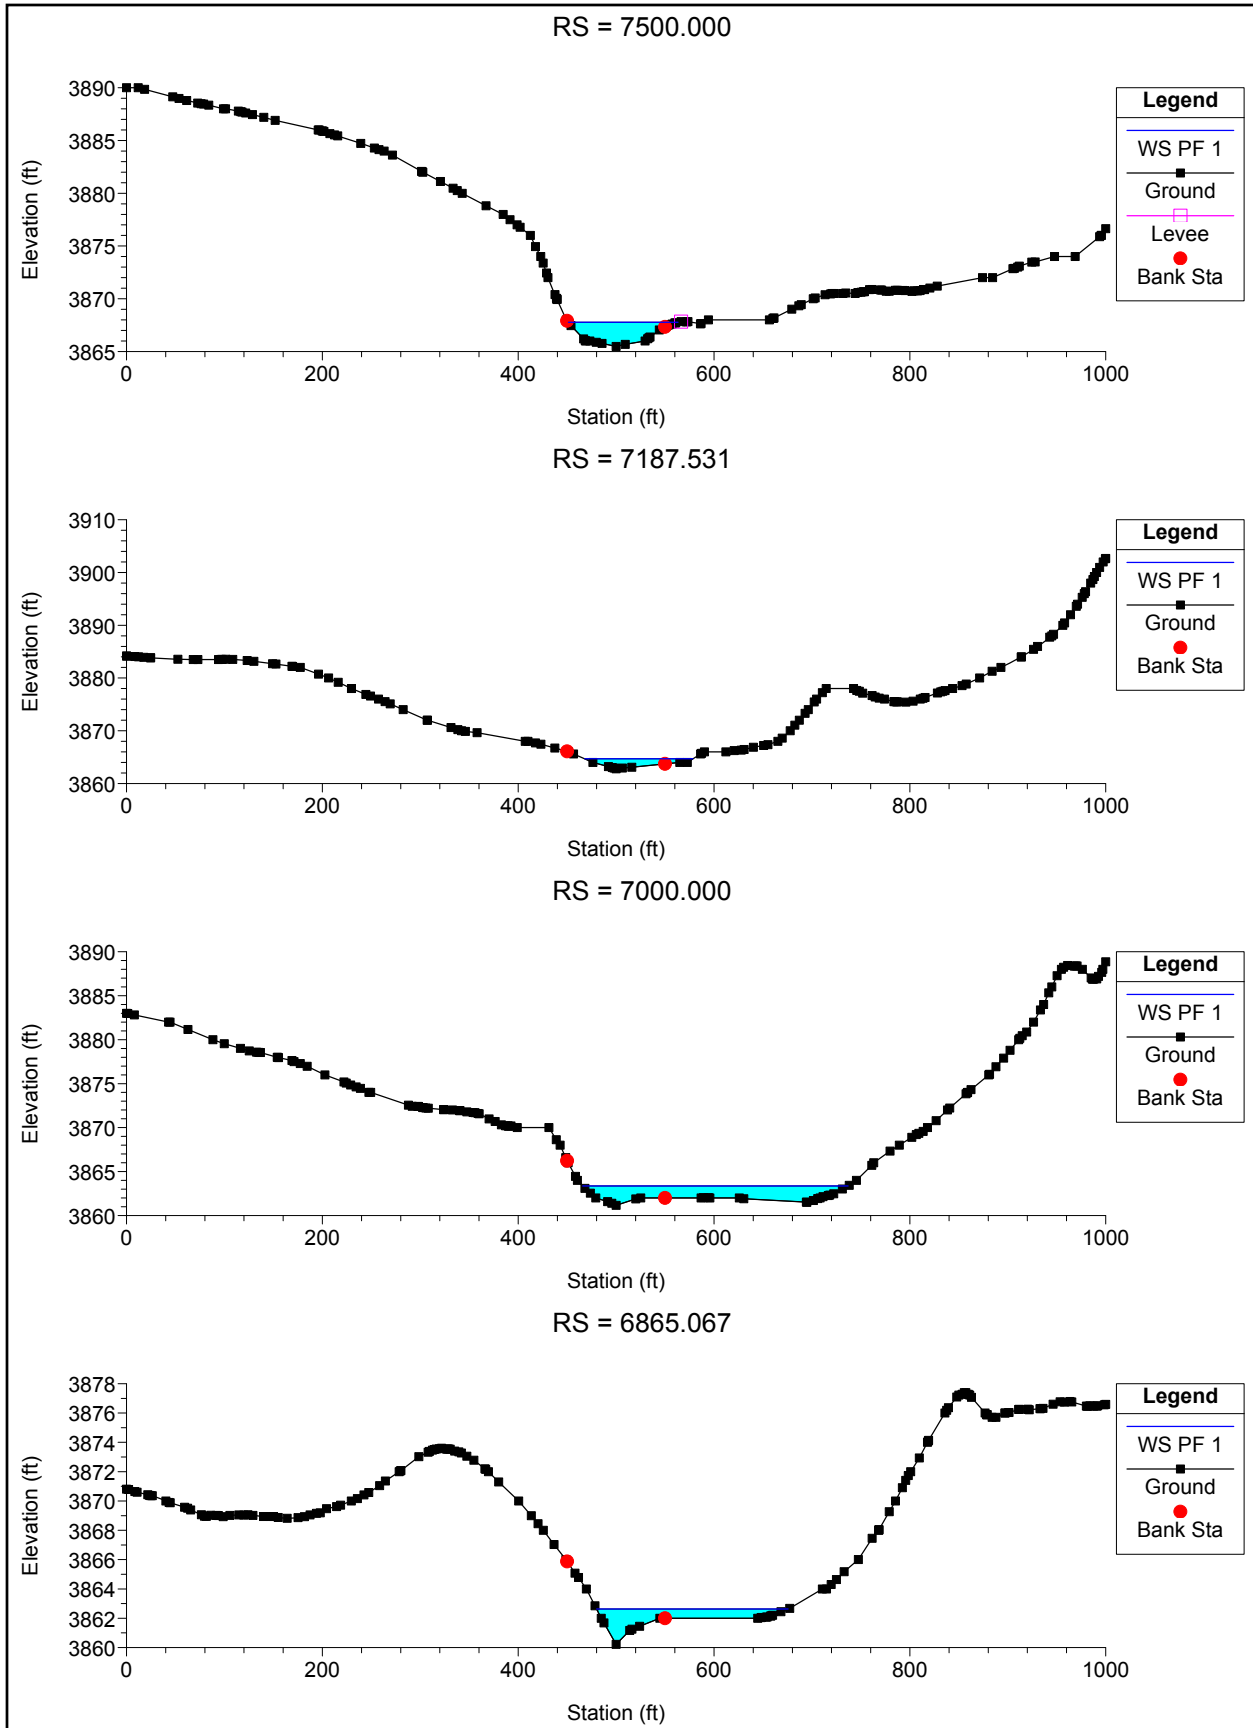 RS = 7500.000
3890
3885
3880
3875
3870
3865
Elevation (ft)
0 200 400 600 800 1000
Station (ft)
Legend
WS PF 1
Ground
Levee
Bank Sta
RS = 7187.531
3910
3900
3890
3880
3870
3860
Elevation (ft)
0 200 400 600 800 1000
Station (ft)
Legend
WS PF 1
Ground
Bank Sta
RS = 7000.000
3890
3885
3880
3875
3870
3865
3860
Elevation (ft)
0 200 400 600 800 1000
Station (ft)
Legend
WS PF 1
Ground
Bank Sta
RS = 6865.067
3878
3876
3874
3872
3870
3868
3866
3864
3862
3860
Elevation (ft)
0 200 400 600 800 1000
Station (ft)
Legend
WS PF 1
Ground
Bank Sta